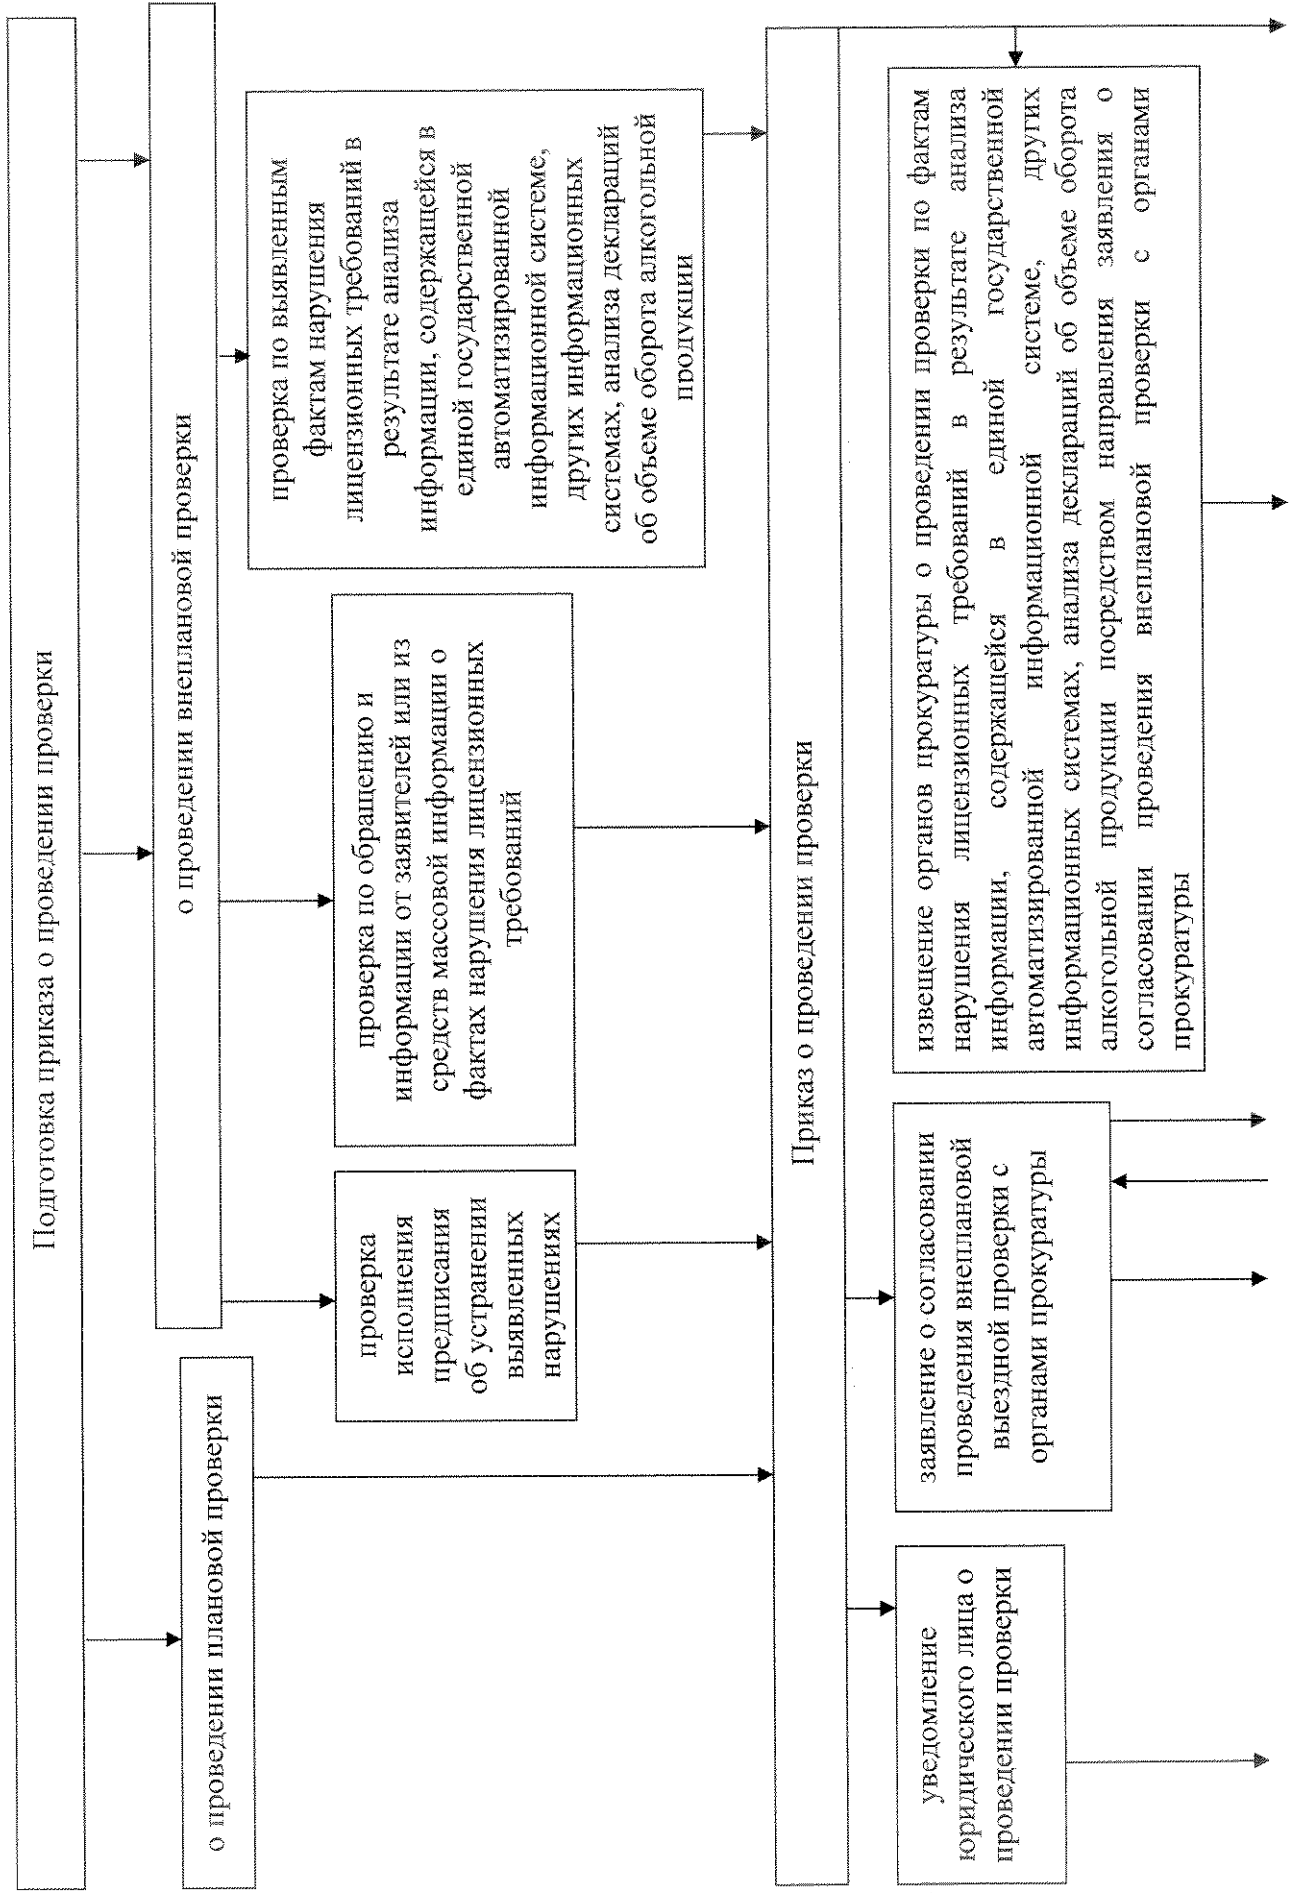 Подготовка приказа о проведении проверки
о проведении плановой проверки
о проведении внеплановой проверки
проверка
исполнения
предписания
об устранении
выявленных
нарушениях
проверка по обращению и
информации от заявителей или из
средств массовой информации о
фактах нарушения лицензионных
требований
проверка по выявленным
фактам нарушения
лицензионных требований в
результате анализа
информации, содержащейся в
единой государственной
автоматизированной
информационной системе,
других информационных
системах, анализа деклараций
об объеме оборота алкогольной
продукции
Приказ о проведении проверки
уведомление
юридического лица о
проведении проверки
заявление о согласовании
проведения внеплановой
выездной проверки с
органами прокуратуры
извещение органов прокуратуры о проведении проверки по фактам
нарушения лицензионных требований в результате анализа
информации, содержащейся в единой государственной
автоматизированной информационной системе, других
информационных системах, анализа деклараций об объеме оборота
алкогольной продукции посредством направления заявления о
согласовании проведения внеплановой проверки с органами
прокуратуры